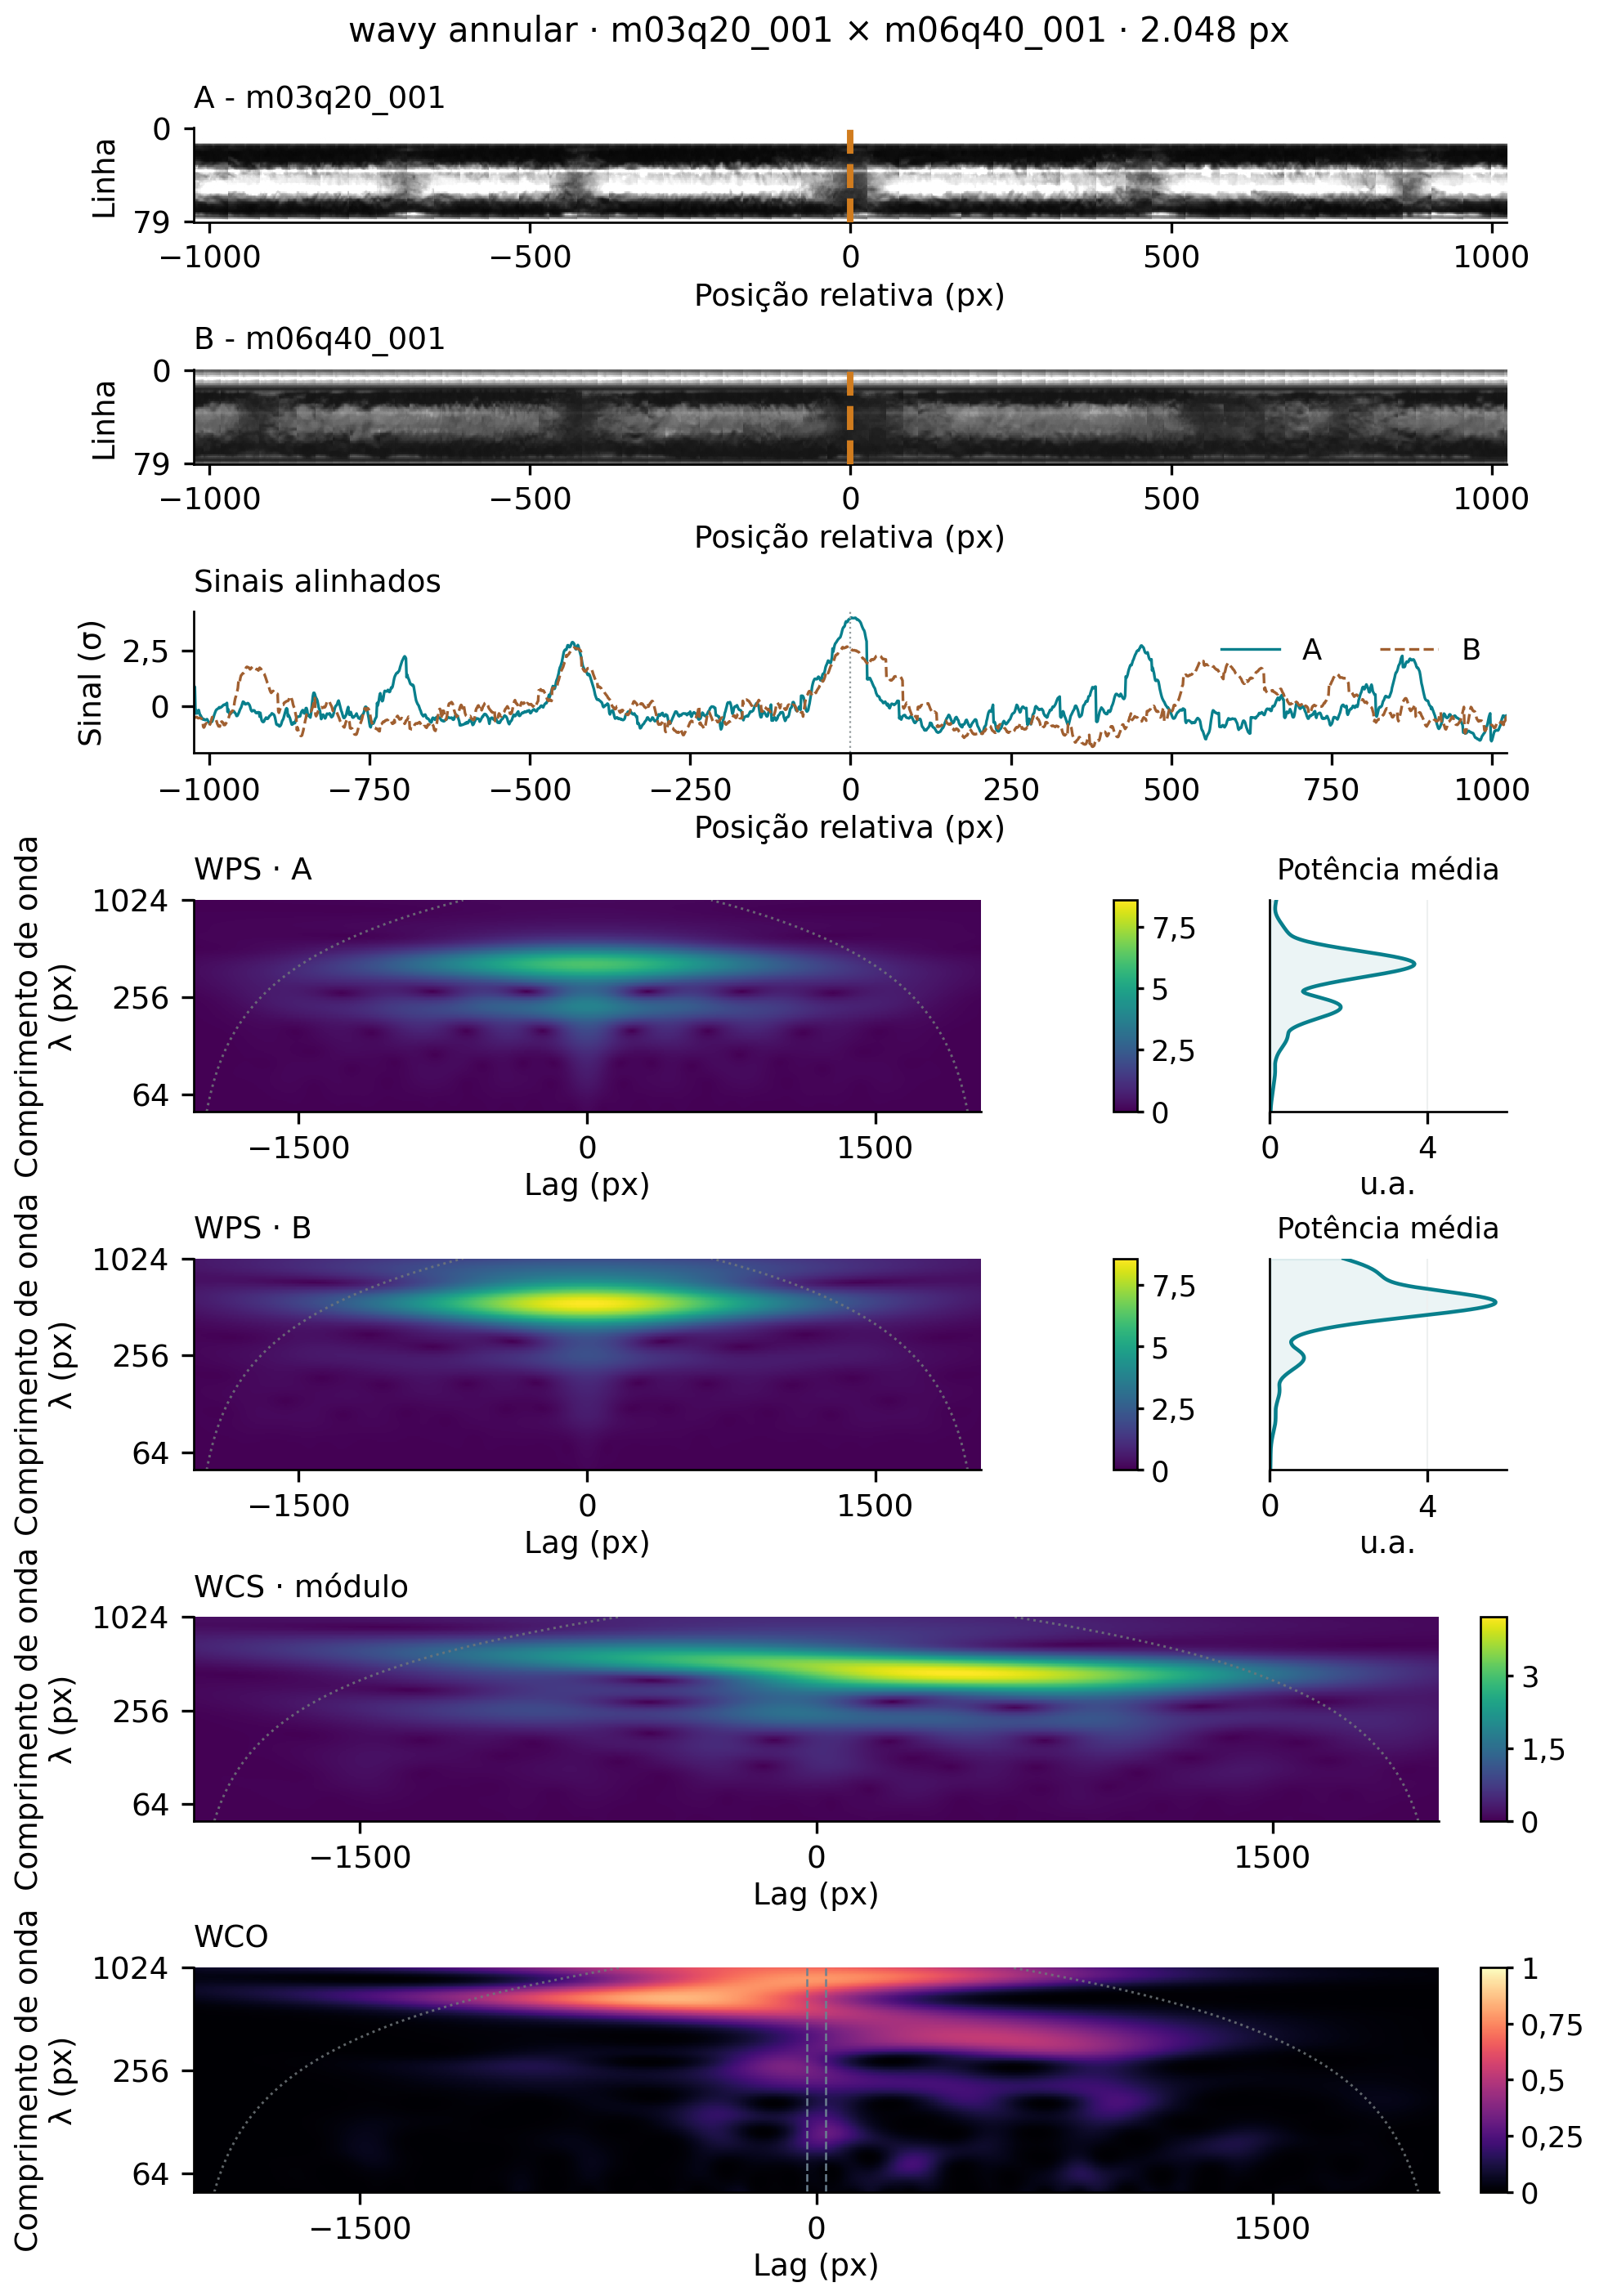 wavy annular · m03q20_001 × m06q40_001 · 2.048 px
A - m03q20_001
Linha
0
79
−1000 −500 0 500 1000
Posição relativa (px)
B - m06q40_001
Linha
0
79
−1000 −500 0 500 1000
Posição relativa (px)
Sinais alinhados
Sinal (σ)
2,5
0
A B
−1000 −750 −500 −250 0 250 500 750 1000
Posição relativa (px)
WPS · A
Comprimento de onda
λ (px)
1024
256
64
−1500 0 1500
Lag (px)
7,5
5
2,5
0
Potência média
0 4
u.a.
WPS · B
Comprimento de onda
λ (px)
1024
256
64
−1500 0 1500
Lag (px)
7,5
5
2,5
0
Potência média
0 4
u.a.
WCS · módulo
Comprimento de onda
λ (px)
1024
256
64
−1500 0 1500
Lag (px)
3
1,5
0
WCO
Comprimento de onda
λ (px)
1024
256
64
−1500 0 1500
Lag (px)
1
0,75
0,5
0,25
0